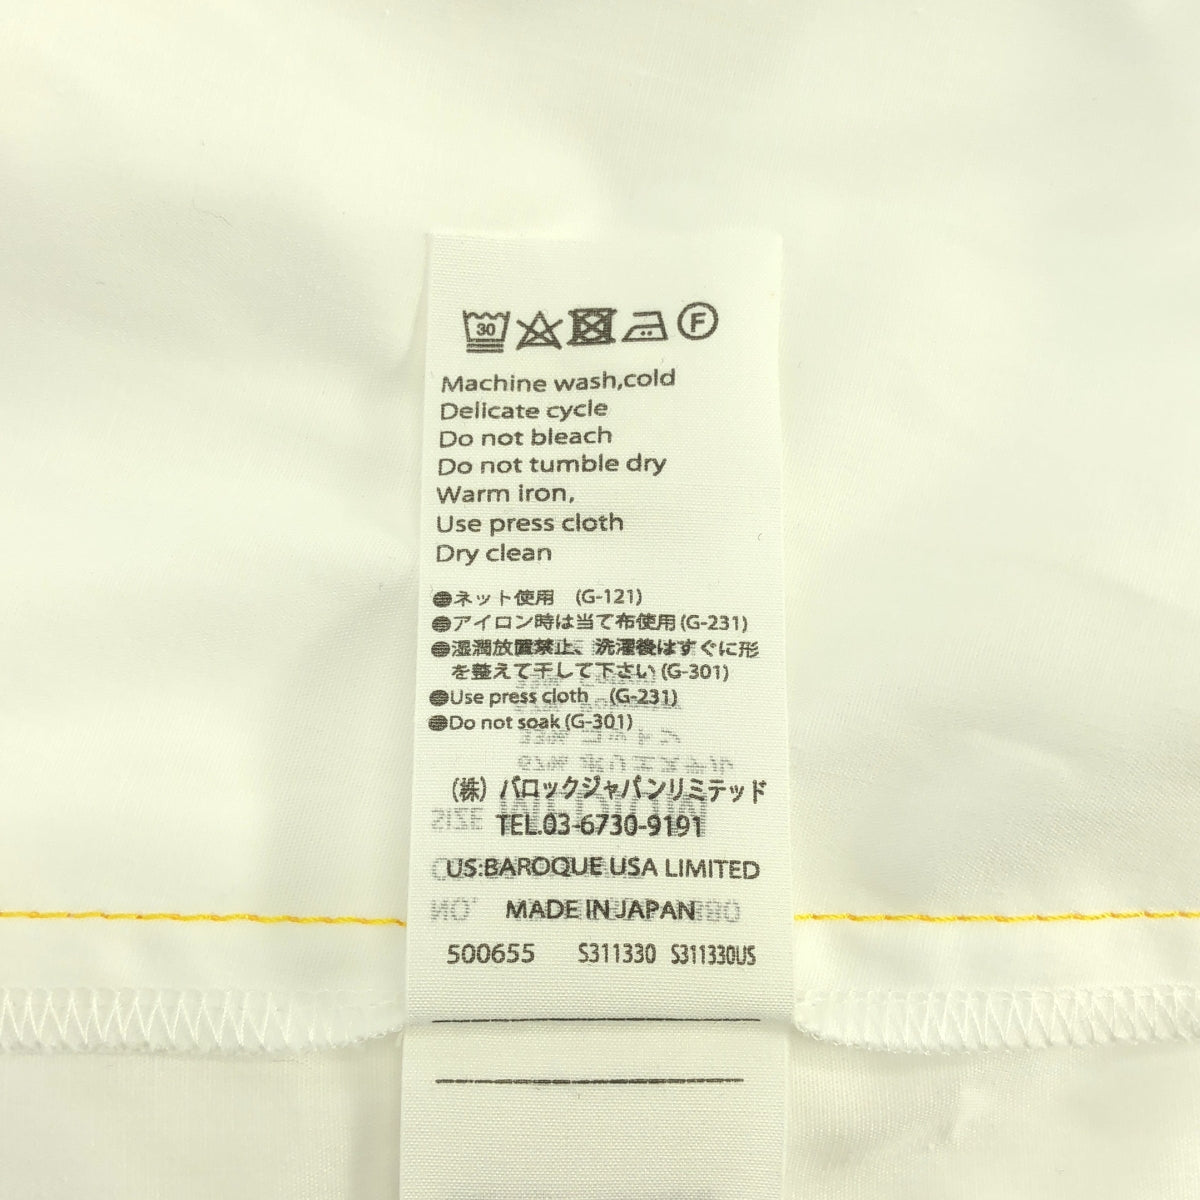 30
F
Machine wash,cold
Delicate cycle
Do not bleach
Do not tumble dry
Warm iron,
Use press cloth
Dry clean
●ネット使用 (G-121)
●アイロン時は当て布使用(G-231)
●湿潤放置禁止、洗濯後はすぐに形
を整えて干して下さい(G-301)
●Use press cloth (G-231)
●Do not soak(G-301)
(株) バロックジャパンリミテッド
TEL.03-6730-9191
US:BAROQUE USA LIMITED
MADE IN JAPAN
500655 S311330 S311330US